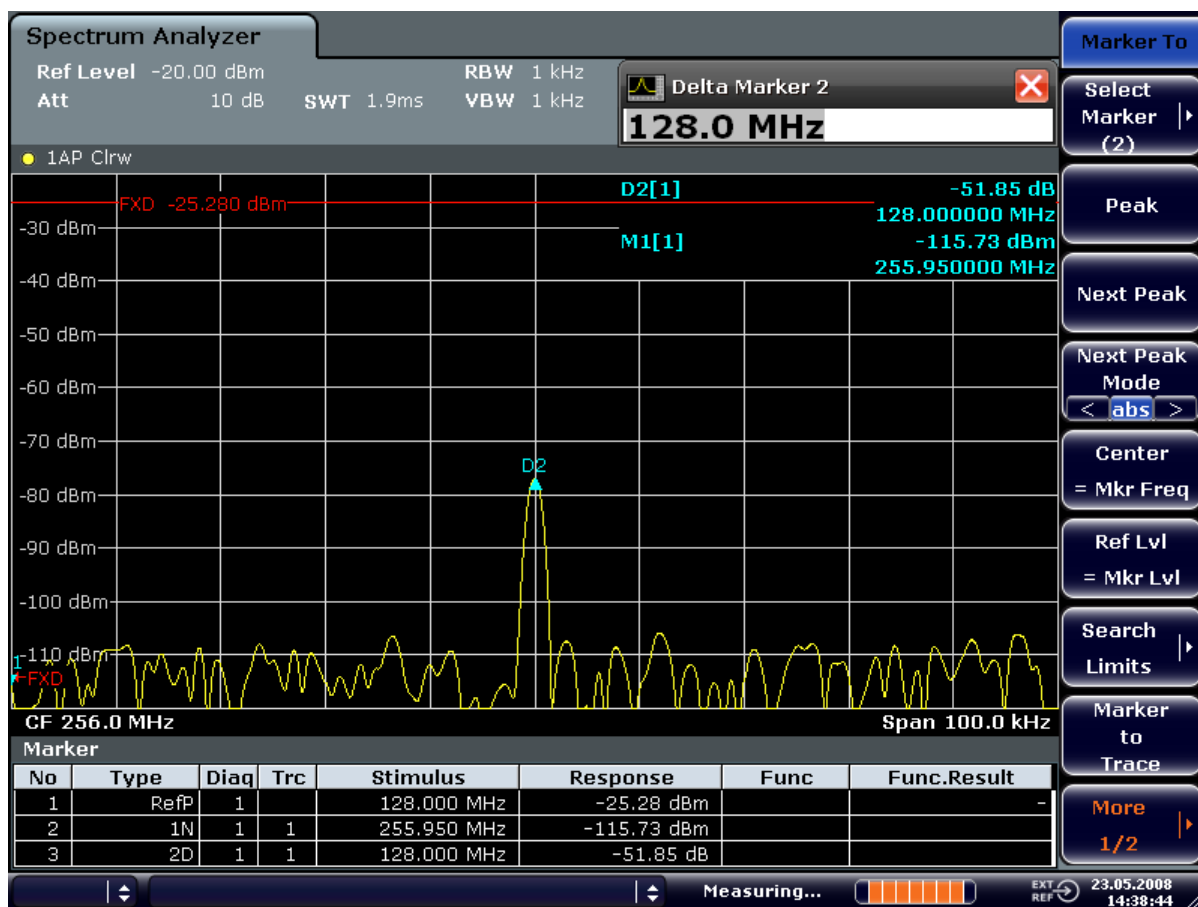 Spectrum Analyzer
Ref Level -20.00 dBm RBW 1 kHz
Att 10 dB SWT 1.9ms VBW 1 kHz
Delta Marker 2
128.0 MHz
1AP Clrw
D2[1] -51.85 dB
128.000000 MHz
M1[1] -115.73 dBm
255.950000 MHz
FXD -25.280 dBm
-30 dBm
-40 dBm
-50 dBm
-60 dBm
-70 dBm
D2
-80 dBm
-90 dBm
-100 dBm
-110 dBm
1
FXD
CF 256.0 MHz Span 100.0 kHz
Marker
No Type Diaq Trc Stimulus Response Func Func.Result
1 RefP 1 128.000 MHz -25.28 dBm -
2 1N 1 1 255.950 MHz -115.73 dBm
3 2D 1 1 128.000 MHz -51.85 dB
Measuring...
EXT
REF
23.05.2008
14:38:44
Marker To
Select
Marker
(2)
Peak
Next Peak
Next Peak
Mode
< abs >
Center
= Mkr Freq
Ref Lvl
= Mkr Lvl
Search
Limits
Marker
to
Trace
More
1/2